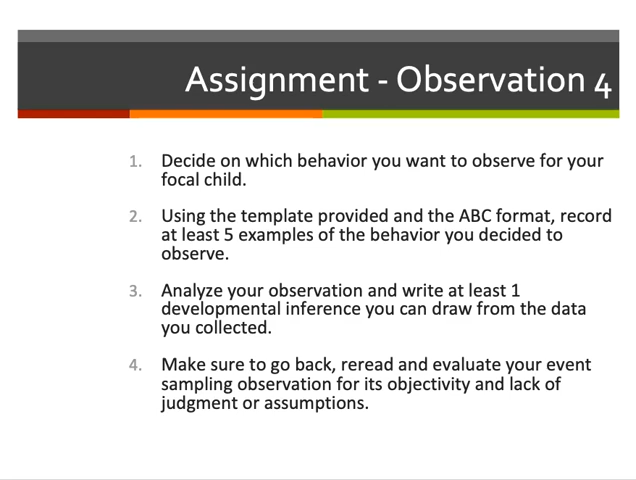 Assignment - Observation 4
1. Decide on which behavior you want to observe for your
focal child.
2. Using the template provided and the ABC format, record
at least 5 examples of the behavior you decided to
observe.
3. Analyze your observation and write at least 1
developmental inference you can draw from the data
you collected.
4. Make sure to go back, reread and evaluate your event
sampling observation for its objectivity and lack of
judgment or assumptions.